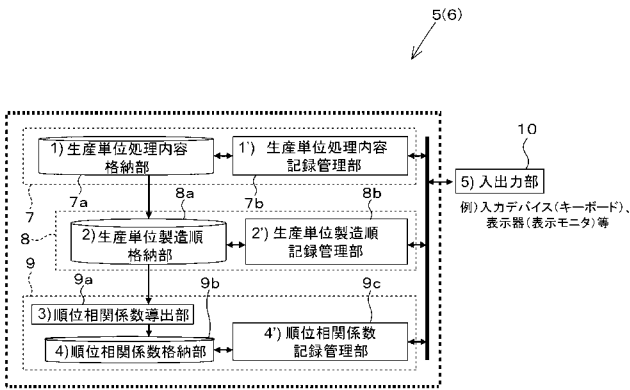 5(6)
10
1) 生産単位処理内容
格納部
1') 生産単位処理内容
記録管理部
5) 入出力部
7
7a
7b
例) 入力デバイス(キーボード)、
表示器(表示モニタ)等
8a
8b
8
2) 生産単位製造順
格納部
2') 生産単位製造順
記録管理部
9
9a
9b
9c
3)順位相関係数導出部
4)順位相関係数格納部
4') 順位相関係数
記録管理部